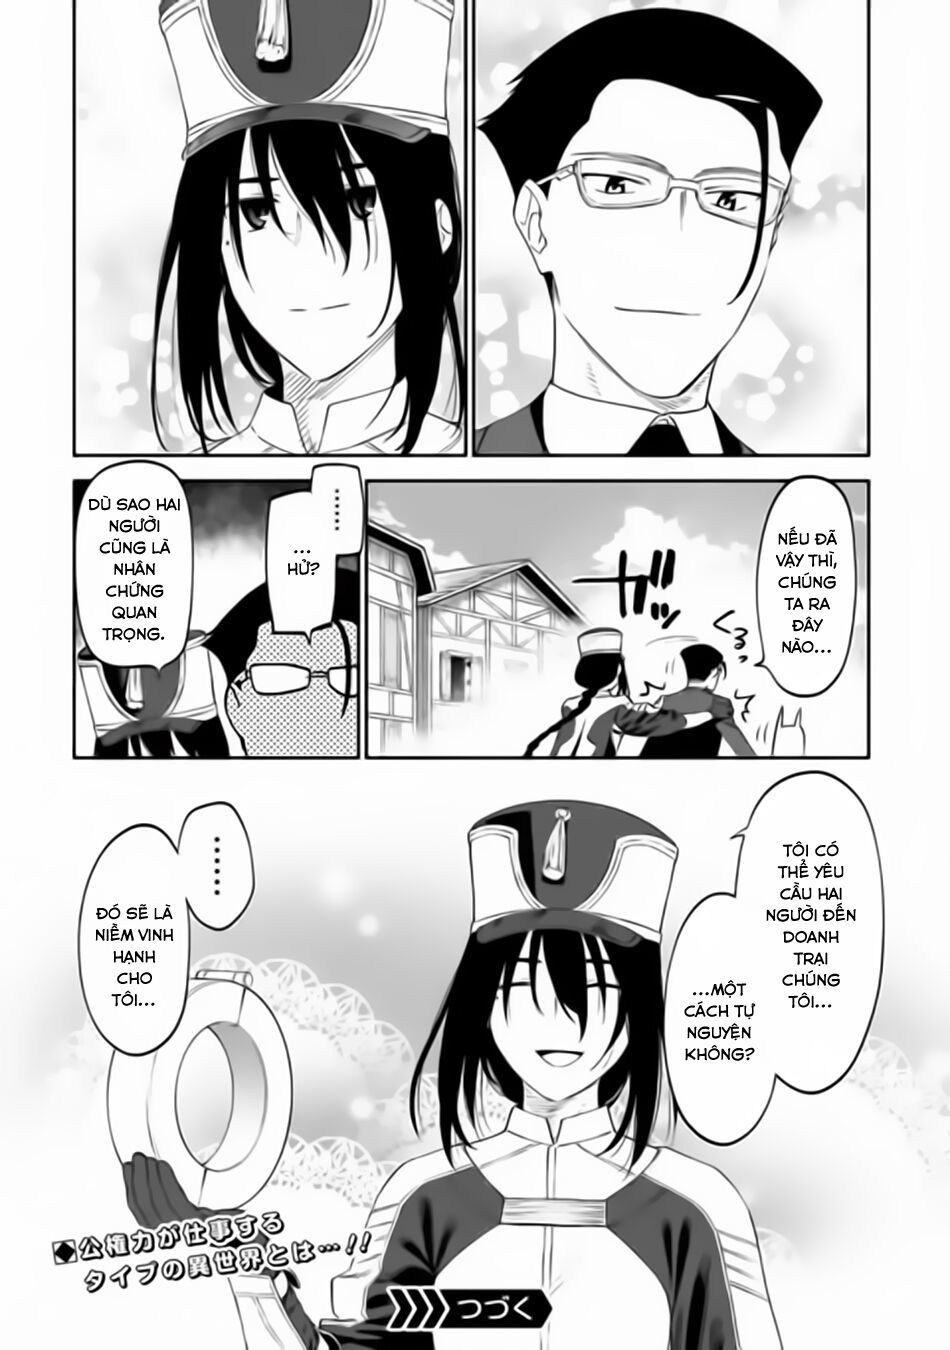 NẾU ĐÃ
VẬY THÌ,
CHÚNG
TA RA
ĐÂY
NÀO...
ガッ
......
...
HỬ?
DÙ SAO HAI
NGƯỜI
CŨNG LÀ
NHÂN
CHỨNG
QUAN
TRỌNG.
TÔI CÓ
THỂ YÊU
CẦU HAI
NGƯỜI ĐẾN
DOANH
TRẠI
CHÚNG
TÔI...
...MỘT
CÁCH TỰ
NGUYỆN
KHÔNG?
......
ĐÓ SẼ LÀ
NIỀM VINH
HẠNH
CHO
TÔI...
◆公権力が仕事する
タイプの異世界とは…!!
つづく